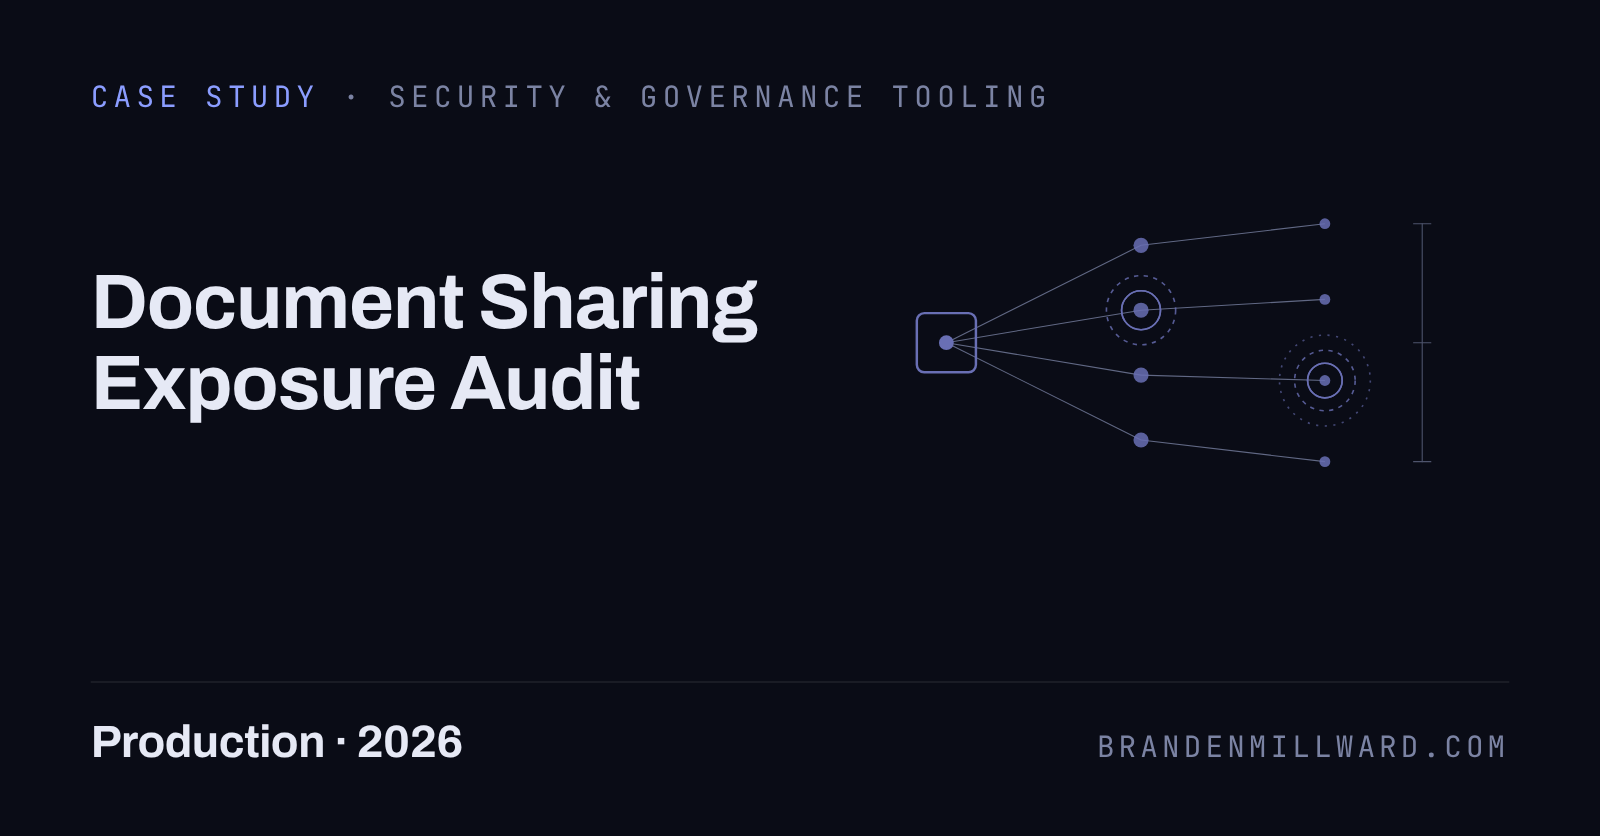 CASE STUDY · SECURITY & GOVERNANCE TOOLING
Document Sharing
Exposure Audit
Production · 2026
BRANDENMILLWARD.COM